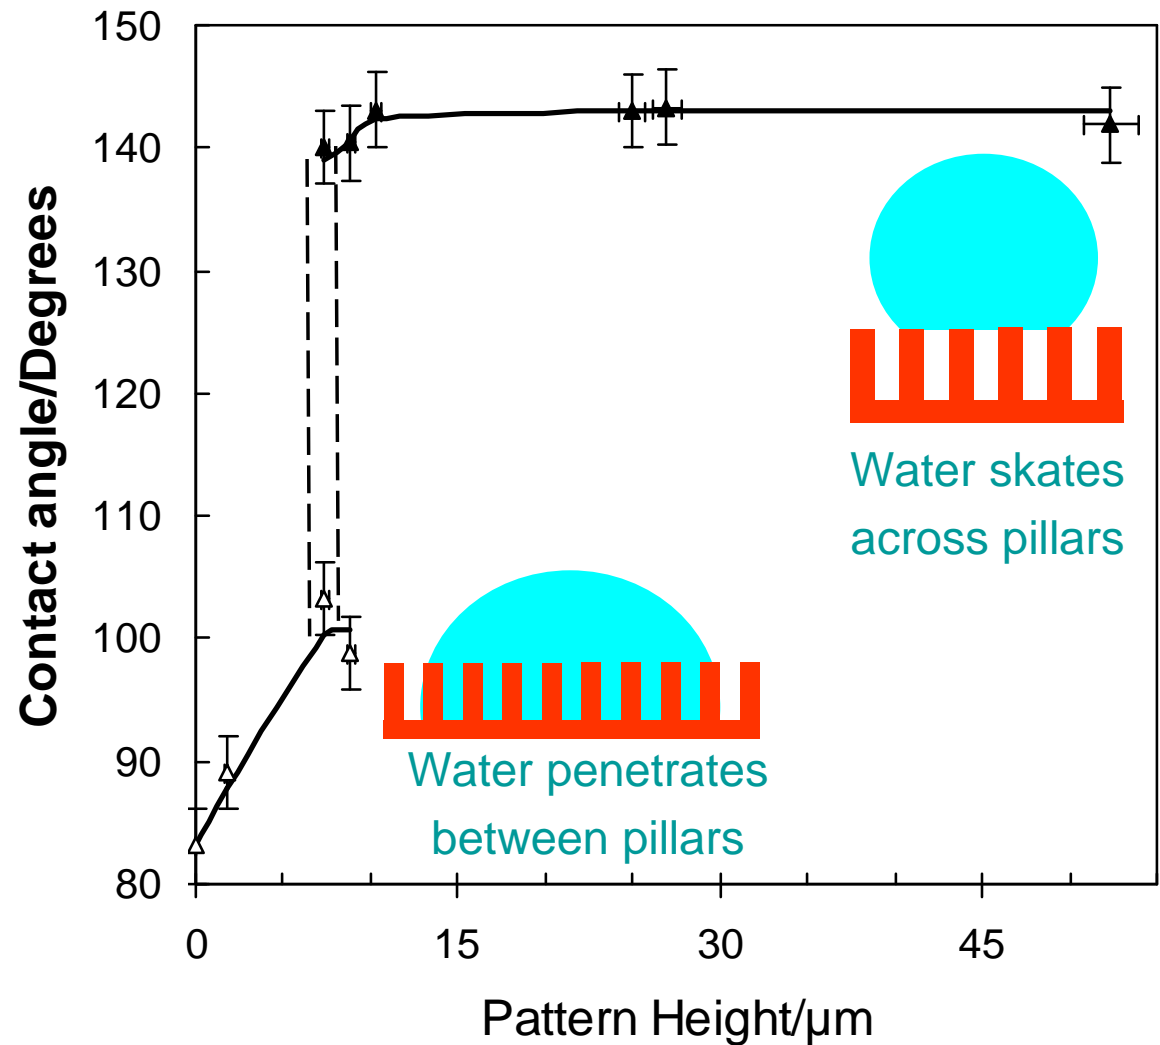 150
140
130
120
110
100
90
80
Contact angle/Degrees
Water skates
across pillars
Water penetrates
between pillars
0 15 30 45
Pattern Height/µm